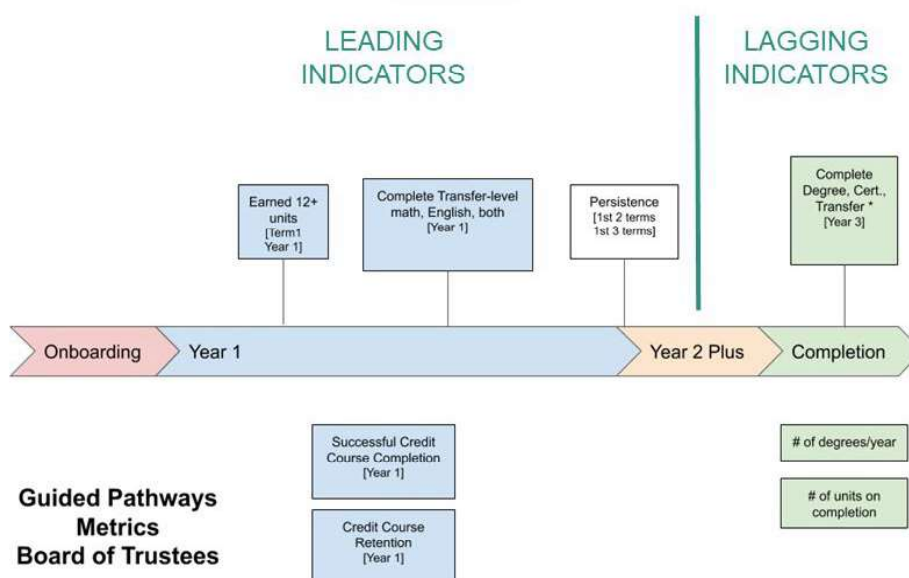 LEADING
INDICATORS
LAGGING
INDICATORS
Earned 12+
units
[Term1
Year 1]
Complete Transfer-level
math, English, both
[Year 1]
Persistence
[1st 2 terms
1st 3 terms]
Complete
Degree, Cert.,
Transfer *
[Year 3]
Onboarding
Year 1
Year 2 Plus
Completion
Successful Credit
Course Completion
[Year 1]
Credit Course
Retention
[Year 1]
# of degrees/year
# of units on
completion
Guided Pathways
Metrics
Board of Trustees